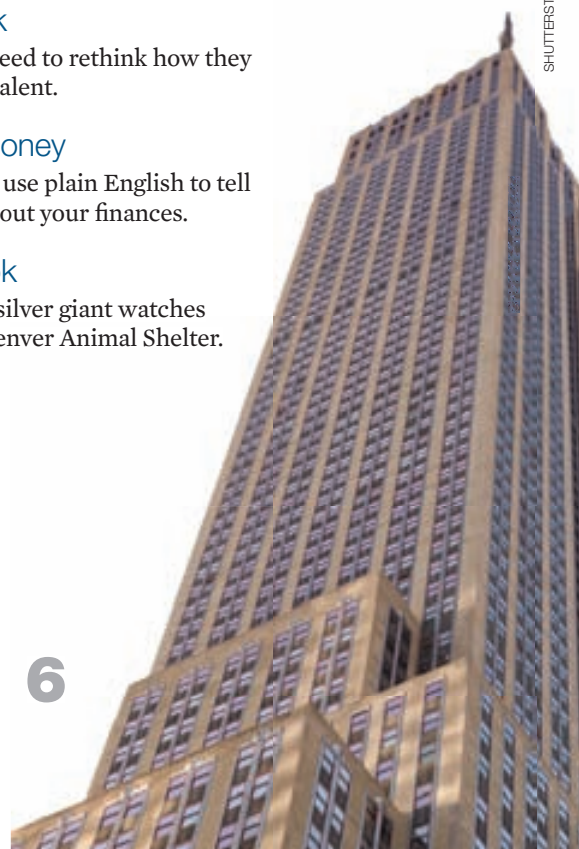 k
eed to rethink how they
alent.
oney
use plain English to tell
out your finances.
k
silver giant watches
enver Animal Shelter.
6
SHUTTERST